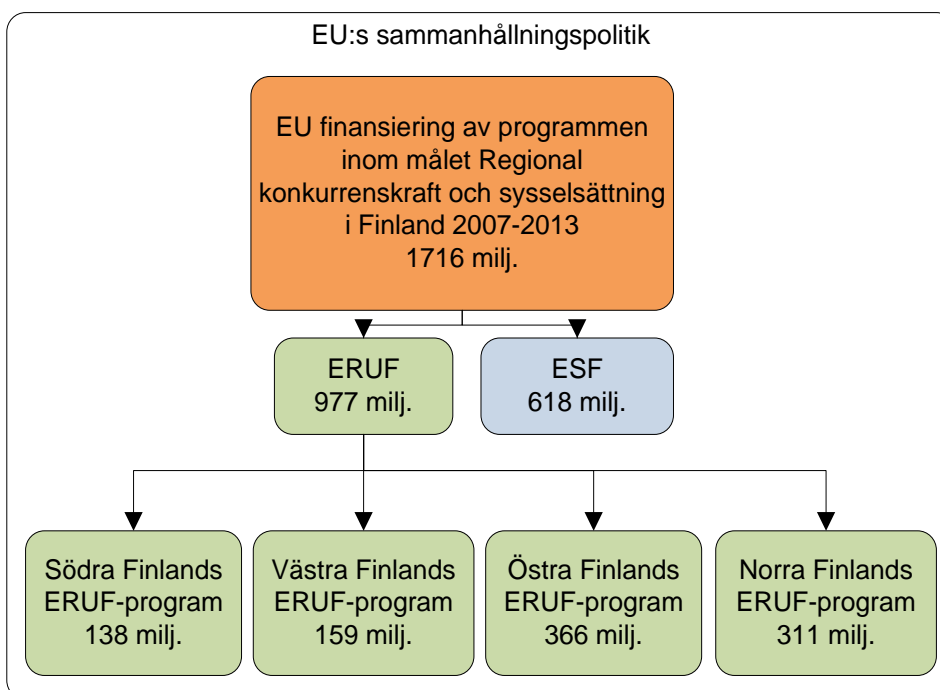 EU:s sammanhållningspolitik
EU finansiering av programmen
inom målet Regional
konkurrenskraft och sysselsättning
i Finland 2007-2013
1716 milj.
ERUF
977 milj.
ESF
618 milj.
Södra Finlands
ERUF-program
138 milj.
Västra Finlands
ERUF-program
159 milj.
Östra Finlands
ERUF-program
366 milj.
Norra Finlands
ERUF-program
311 milj.